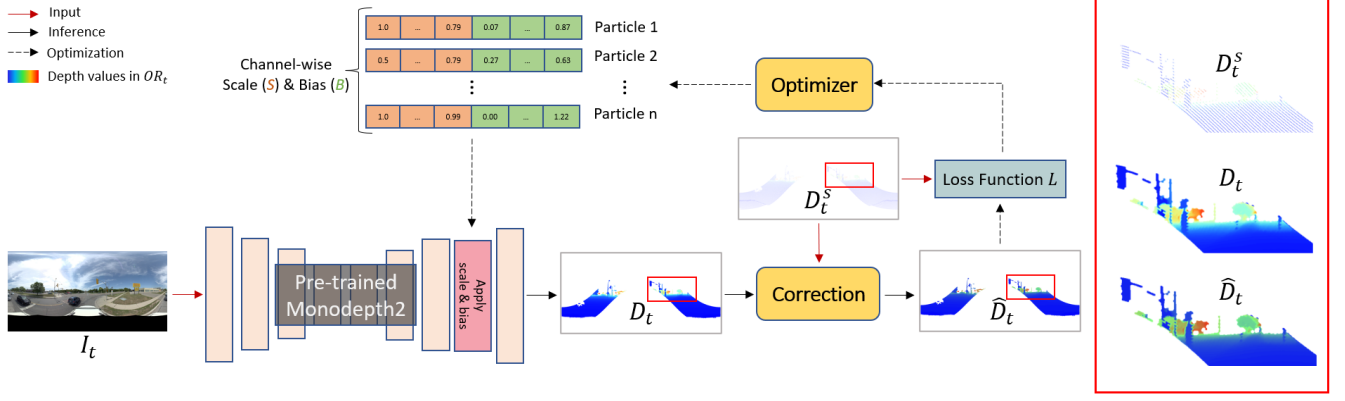 Input
Inference
Optimization
Depth values in OR_t
Channel-wise
Scale (S) & Bias (B)
1.0 ... 0.79 0.07 ... 0.87 Particle 1
0.5 ... 0.79 0.27 ... 0.63 Particle 2
⋮ ⋮
1.0 ... 0.99 0.00 ... 1.22 Particle n
Optimizer
D_t^s
Loss Function L
I_t
Pre-trained
Monodepth2
Apply
scale & bias
D_t
Correction
D̂_t
D_t^s
D_t
D̂_t